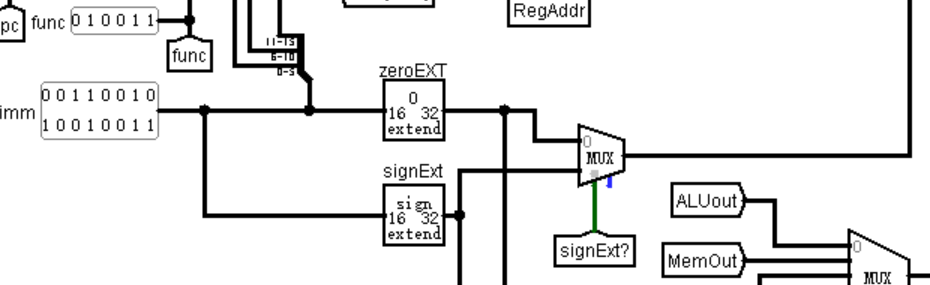 RegAddr
pc
func
0 1 0 0 1 1
func
11-15
6-10
0-5
zeroEXT
0
16 32
extend
imm
0 0 1 1 0 0 1 0
1 0 0 1 0 0 1 1
0
MUX
signExt
sign
16 32
extend
signExt?
ALUout
MemOut
0
MUX